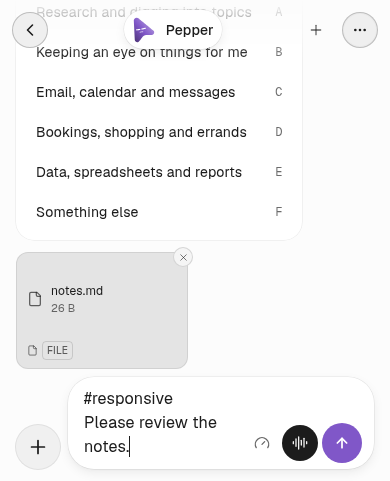 Research and digging into topics A
Pepper
Keeping an eye on things for me B
Email, calendar and messages C
Bookings, shopping and errands D
Data, spreadsheets and reports E
Something else F
notes.md
26 B
FILE
#responsive
Please review the
notes.